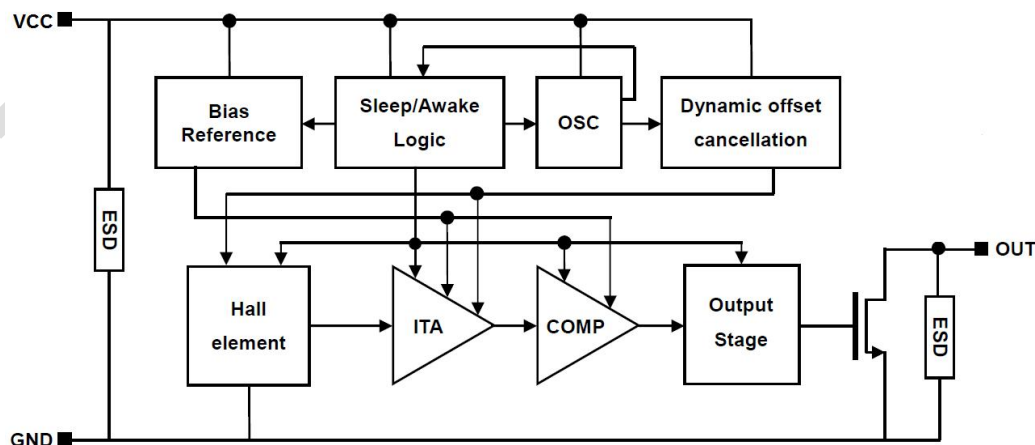 VCC
Bias
Reference
Sleep/Awake
Logic
OSC
Dynamic offset
cancellation
ESD
Hall
element
ITA
COMP
Output
Stage
OUT
ESD
GND